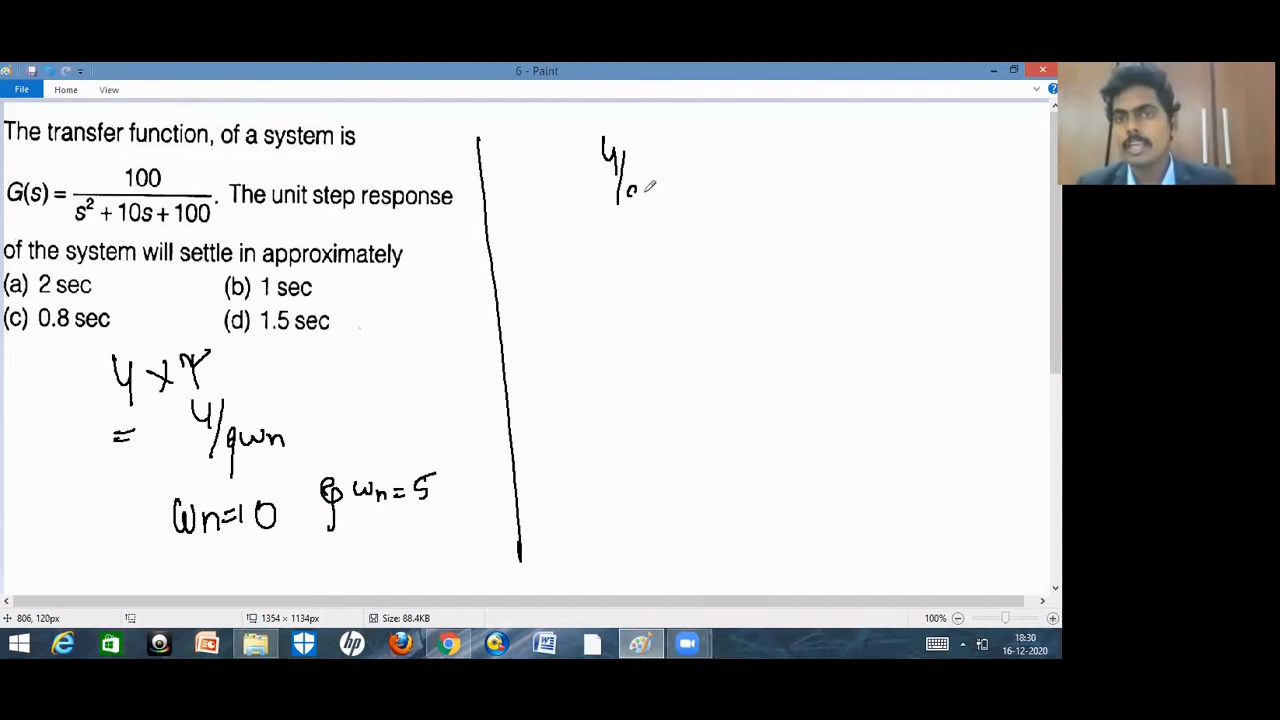 6 - Paint
File Home View
The transfer function, of a system is
G(s) = 100 / (s² + 10s + 100). The unit step response
of the system will settle in approximately
(a) 2 sec (b) 1 sec
(c) 0.8 sec (d) 1.5 sec
4 × τ
= 4/ξωn
ωn=10 ξωn=5
4/
806, 120px 1354 × 1134px Size: 88.4KB 100%
18:30
16-12-2020